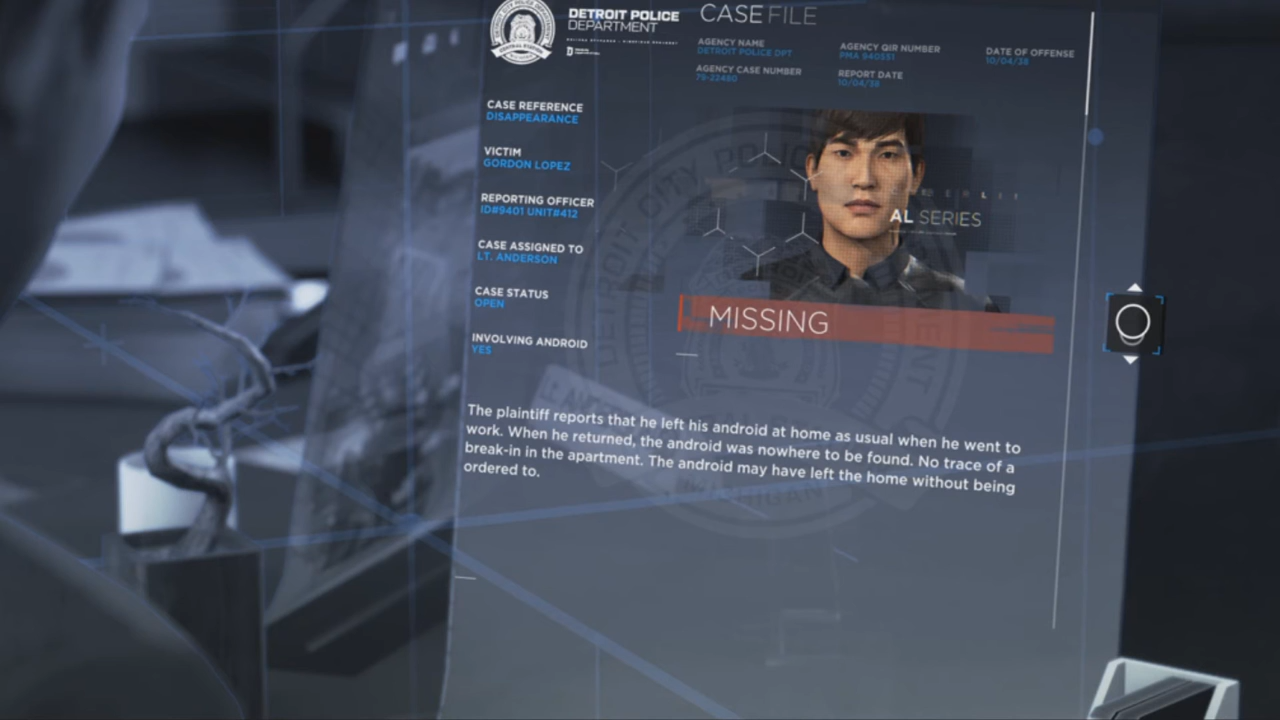 DETROIT POLICE
DEPARTMENT
CASE FILE
AGENCY NAME
DETROIT POLICE DPT
AGENCY CASE NUMBER
79-22480
AGENCY QIR NUMBER
PMA 940551
REPORT DATE
10/04/38
DATE OF OFFENSE
10/04/38
CASE REFERENCE
DISAPPEARANCE
VICTIM
GORDON LOPEZ
REPORTING OFFICER
ID#9401 UNIT#412
CASE ASSIGNED TO
LT. ANDERSON
CASE STATUS
OPEN
INVOLVING ANDROID
YES
AL SERIES
MISSING
The plaintiff reports that he left his android at home as usual when he went to
work. When he returned, the android was nowhere to be found. No trace of a
break-in in the apartment. The android may have left the home without being
ordered to.